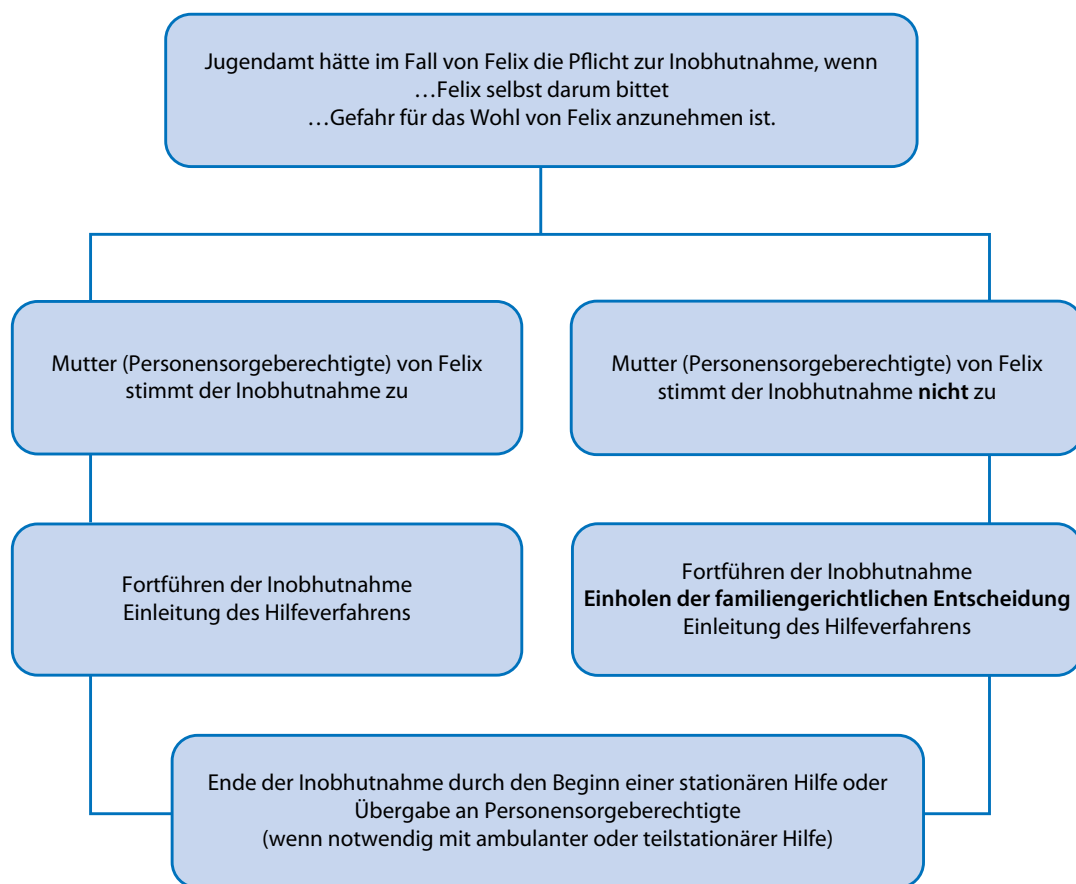 Jugendamt hätte im Fall von Felix die Pflicht zur Inobhutnahme, wenn
…Felix selbst darum bittet
…Gefahr für das Wohl von Felix anzunehmen ist.
Mutter (Personensorgeberechtigte) von Felix
stimmt der Inobhutnahme zu
Mutter (Personensorgeberechtigte) von Felix
stimmt der Inobhutnahme nicht zu
Fortführen der Inobhutnahme
Einleitung des Hilfeverfahrens
Fortführen der Inobhutnahme
Einholen der familiengerichtlichen Entscheidung
Einleitung des Hilfeverfahrens
Ende der Inobhutnahme durch den Beginn einer stationären Hilfe oder
Übergabe an Personensorgeberechtigte
(wenn notwendig mit ambulanter oder teilstationärer Hilfe)